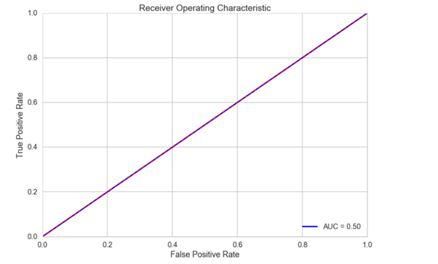 Receiver Operating Characteristic
1.0
0.8
0.6
0.4
0.2
0.0
True Positive Rate
AUC = 0.50
0.0 0.2 0.4 0.6 0.8 1.0
False Positive Rate